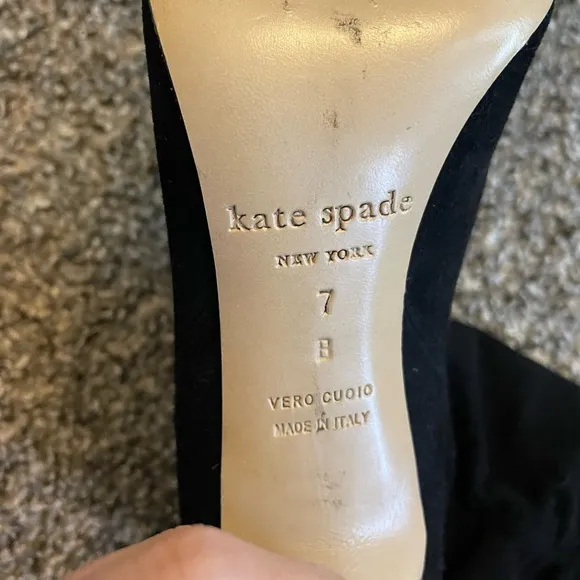 kate spade
NEW YORK
7
B
VERO CUOIO
MADE IN ITALY